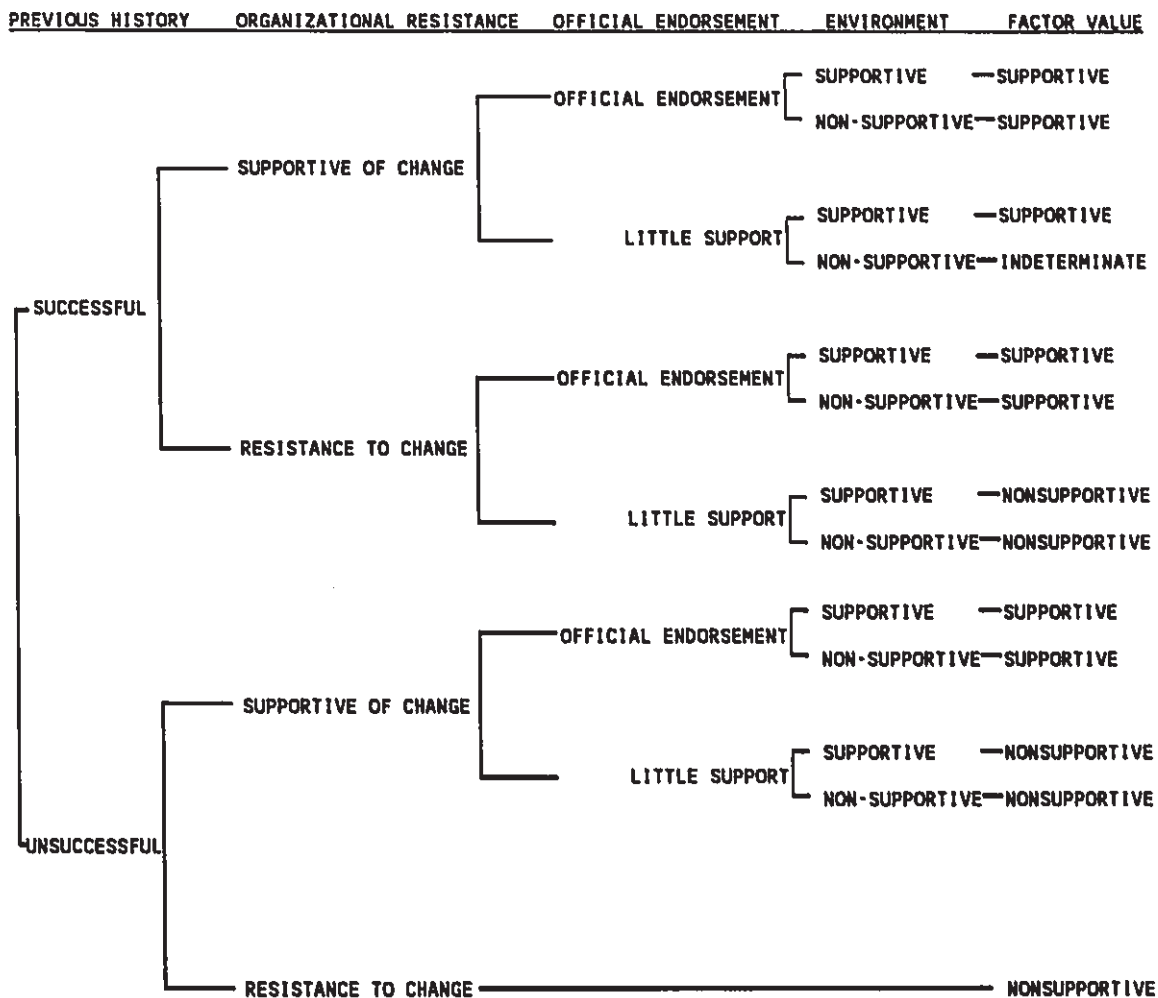 PREVIOUS HISTORY ORGANIZATIONAL RESISTANCE OFFICIAL ENDORSEMENT ENVIRONMENT FACTOR VALUE
SUPPORTIVE SUPPORTIVE
OFFICIAL ENDORSEMENT
NON-SUPPORTIVE SUPPORTIVE
SUPPORTIVE OF CHANGE
SUPPORTIVE SUPPORTIVE
LITTLE SUPPORT
NON-SUPPORTIVE INDETERMINATE
SUCCESSFUL
SUPPORTIVE SUPPORTIVE
OFFICIAL ENDORSEMENT
NON-SUPPORTIVE SUPPORTIVE
RESISTANCE TO CHANGE
SUPPORTIVE NONSUPPORTIVE
LITTLE SUPPORT
NON-SUPPORTIVE NONSUPPORTIVE
SUPPORTIVE SUPPORTIVE
OFFICIAL ENDORSEMENT
NON-SUPPORTIVE SUPPORTIVE
SUPPORTIVE OF CHANGE
SUPPORTIVE NONSUPPORTIVE
LITTLE SUPPORT
NON-SUPPORTIVE NONSUPPORTIVE
UNSUCCESSFUL
RESISTANCE TO CHANGE NONSUPPORTIVE